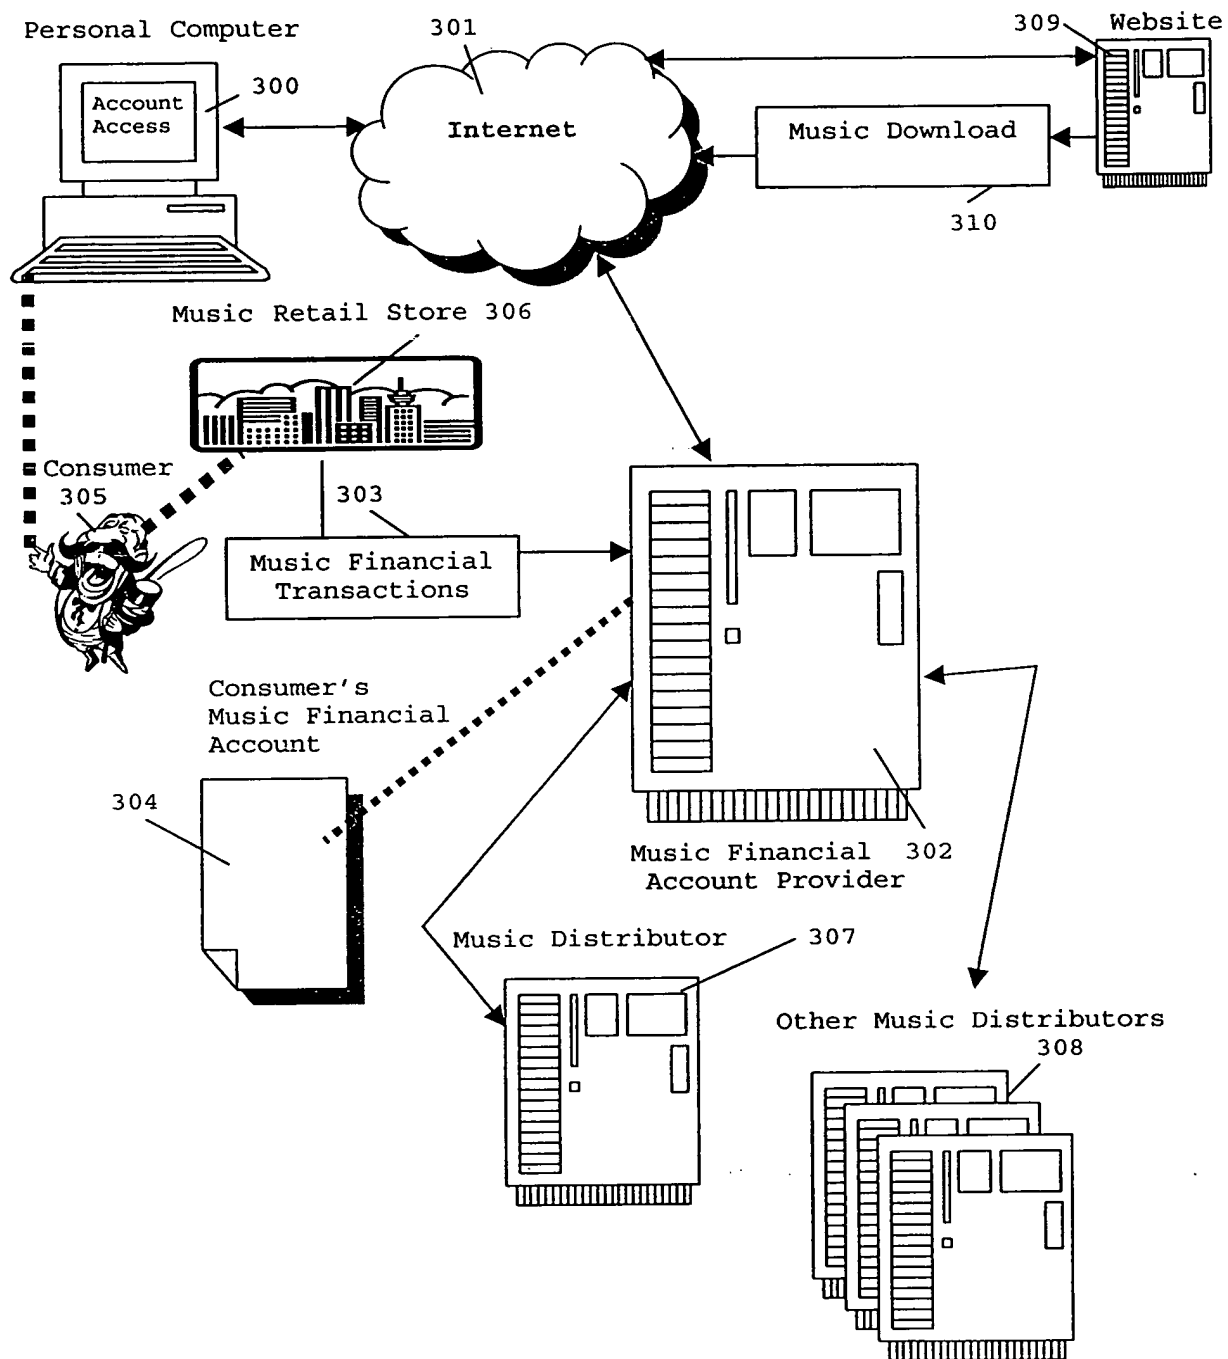 Personal Computer
301
309
Website
300
Account
Access
Internet
Music Download
310
Music Retail Store 306
Consumer
305
303
Music Financial
Transactions
Consumer's
Music Financial
Account
304
Music Financial 302
Account Provider
Music Distributor
307
Other Music Distributors
308